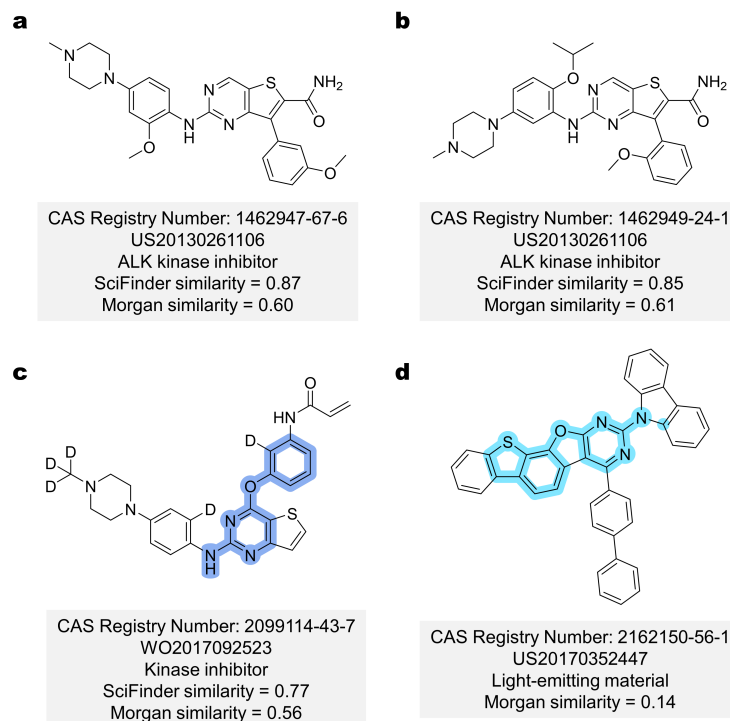 a
N
N
O
N
H
N
N
S
NH2
O
O
b
O
N
N
N
H
N
N
S
NH2
O
O
CAS Registry Number: 1462947-67-6
US20130261106
ALK kinase inhibitor
SciFinder similarity = 0.87
Morgan similarity = 0.60
CAS Registry Number: 1462949-24-1
US20130261106
ALK kinase inhibitor
SciFinder similarity = 0.85
Morgan similarity = 0.61
c
O
HN
D
D
D
D
N
N
D
O
N
N
N
H
S
d
S
O
N
N
N
CAS Registry Number: 2099114-43-7
WO2017092523
Kinase inhibitor
SciFinder similarity = 0.77
Morgan similarity = 0.56
CAS Registry Number: 2162150-56-1
US20170352447
Light-emitting material
Morgan similarity = 0.14